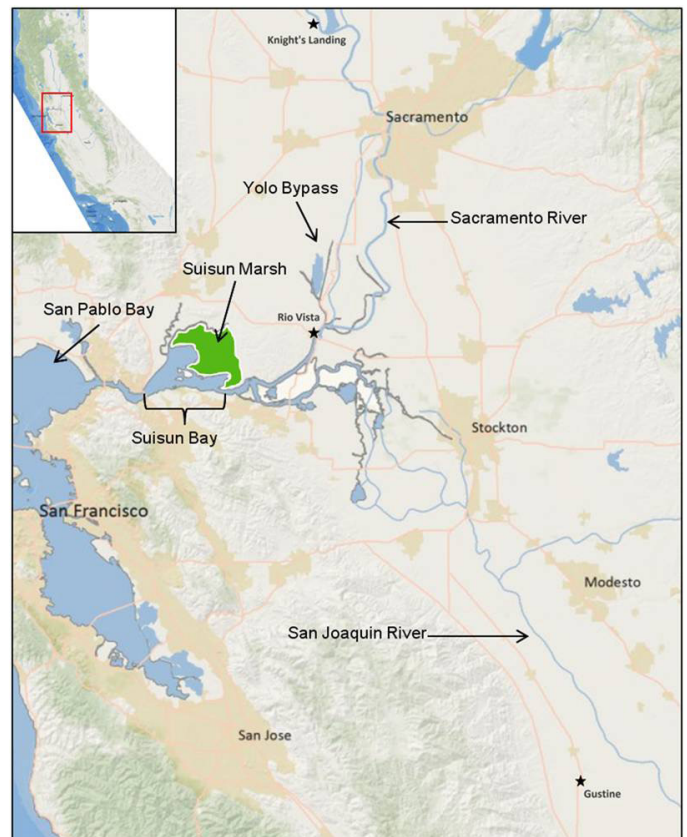 Knight's Landing
Sacramento
Yolo Bypass
Sacramento River
Suisun Marsh
San Pablo Bay
Rio Vista
Suisun Bay
Stockton
San Francisco
Modesto
San Joaquin River
San Jose
Gustine